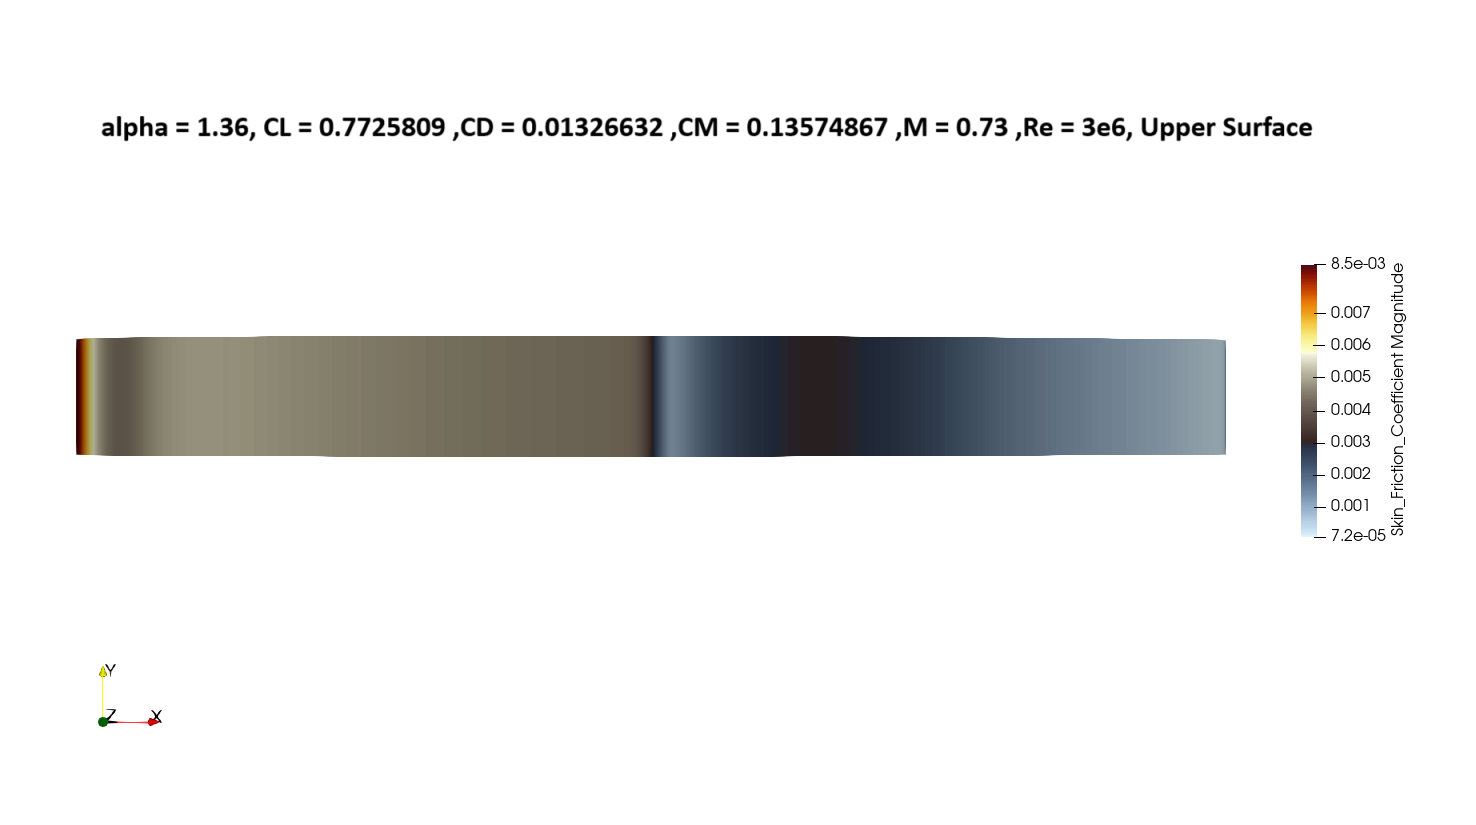 alpha = 1.36, CL = 0.7725809 ,CD = 0.01326632 ,CM = 0.13574867 ,M = 0.73 ,Re = 3e6, Upper Surface
8.5e-03
0.007
0.006
0.005
0.004
0.003
0.002
0.001
7.2e-05
Skin_Friction_Coefficient Magnitude
Y
Z
X